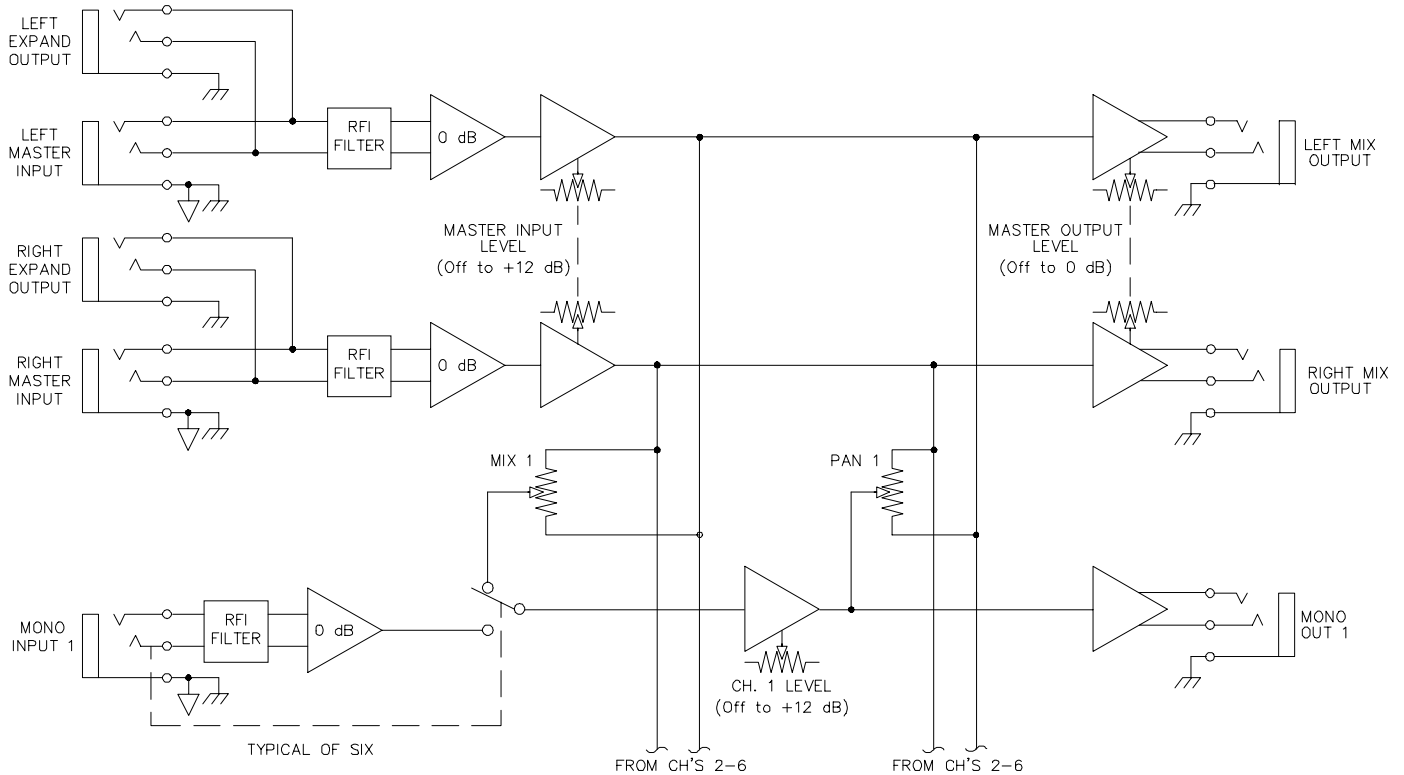 LEFT
EXPAND
OUTPUT
LEFT
MASTER
INPUT
RFI
FILTER
0 dB
MASTER INPUT
LEVEL
(Off to +12 dB)
MASTER OUTPUT
LEVEL
(Off to 0 dB)
LEFT MIX
OUTPUT
RIGHT
EXPAND
OUTPUT
RIGHT
MASTER
INPUT
RFI
FILTER
0 dB
RIGHT MIX
OUTPUT
MIX 1
PAN 1
MONO
INPUT 1
RFI
FILTER
0 dB
CH. 1 LEVEL
(Off to +12 dB)
MONO
OUT 1
TYPICAL OF SIX
FROM CH'S 2-6
FROM CH'S 2-6